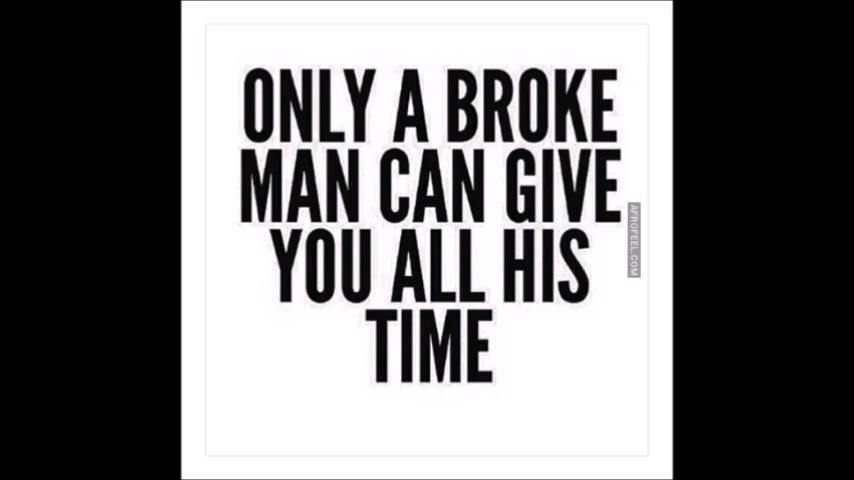 ONLY A BROKE
MAN CAN GIVE
YOU ALL HIS
TIME
AFROFEEL.COM